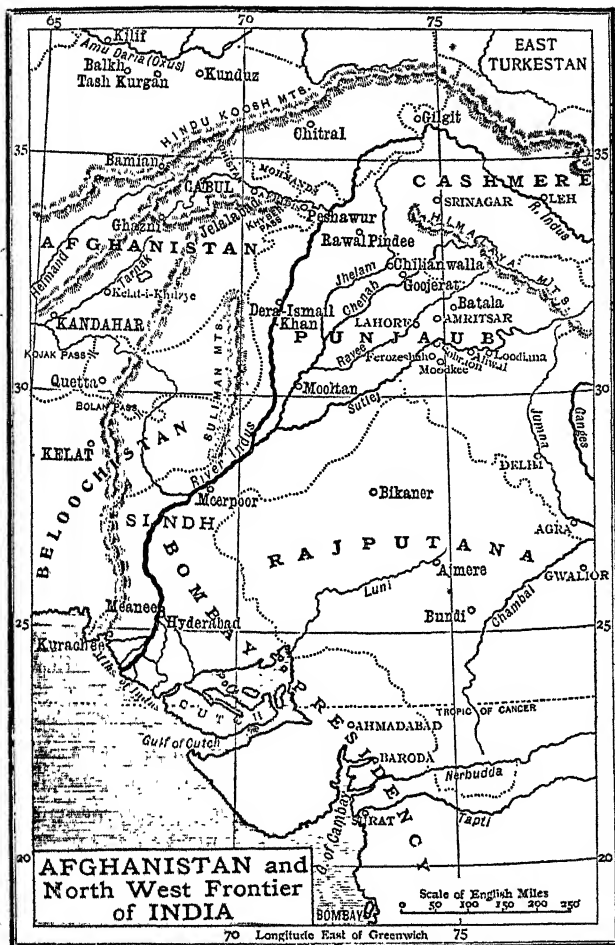 65 70 75
Kilif
Amu Daria (Oxus)
EAST
TURKESTAN
Balkh
Tash Kurgan
Kunduz
HINDU KOOSH MTS.
Gilgit
Chitral
35 35
Bamian
MOHMANDS
CABUL
CASHMERE
Jelalabad
KHYBER
PASS
Peshawur
SRINAGAR
LEH
R. Indus
Ghazni
AFGHANISTAN
Rawal Pindee
HIMALAYA MTS.
Helmand
Tarnak
Jhelam
Chilianwalla
Kelat-i-Khilzye
Chenab
Goojerat
Dera-Ismail
Khan
Batala
KANDAHAR
LAHORE
AMRITSAR
PUNJAUB
SULIMAN MTS.
Ravee
Ferozeshah
Sobraon
Aliwal
Loodiana
KOJAK PASS
Moodkee
Quetta
30 30
Mooltan
Sutlej
BOLAN PASS
Jumna
Ganges
KELAT
BELOOCHISTAN
River Indus
DELHI
Meerpoor
Bikaner
SINDH
AGRA
RAJPUTANA
Ajmere
GWALIOR
Luni
Chambal
Meanee
Bundi
Hyderabad
25 25
Kurachee
Mths. of Indus
BOMBAY PRESIDENCY
CUTCH
TROPIC OF CANCER
Gulf of Cutch
AHMADABAD
BARODA
Nerbudda
G. of Cambay
SURAT
Tapti
20 20
AFGHANISTAN and
North West Frontier
of INDIA
Scale of English Miles
0 50 100 150 200 250
BOMBAY
70 Longitude East of Greenwich 75